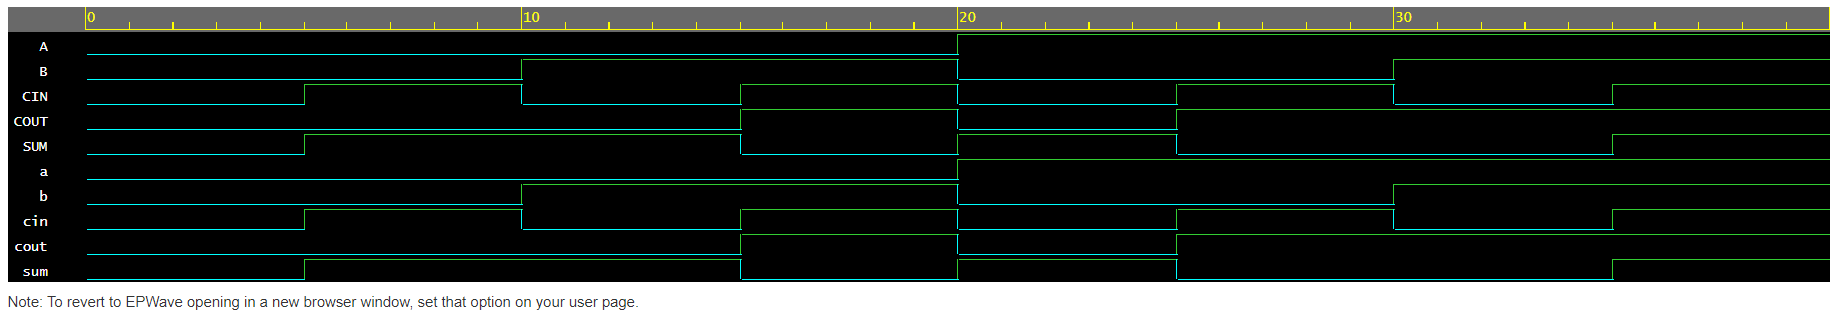 0 10 20 30
A
B
CIN
COUT
SUM
a
b
cin
cout
sum
Note: To revert to EPWave opening in a new browser window, set that option on your user page.